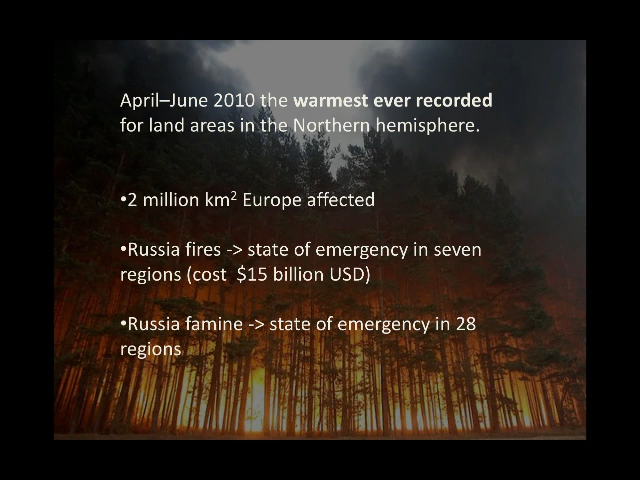 April–June 2010 the warmest ever recorded
for land areas in the Northern hemisphere.
•2 million km² Europe affected
•Russia fires -> state of emergency in seven
regions (cost  $15 billion USD)
•Russia famine -> state of emergency in 28
regions